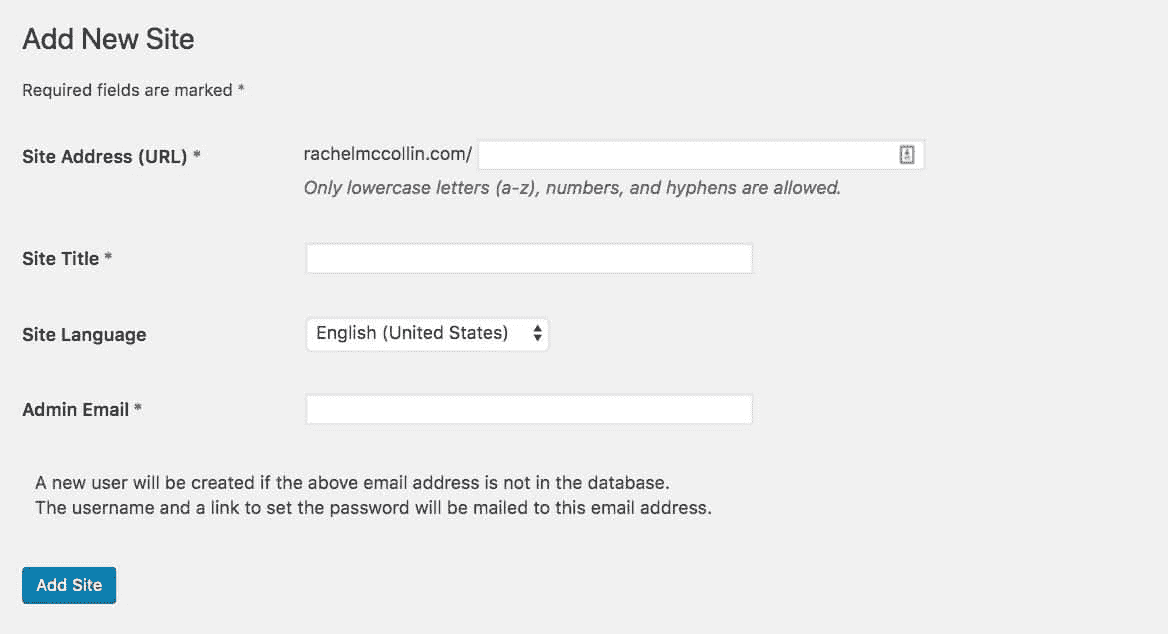 Add New Site
Required fields are marked *
Site Address (URL) * rachelmccollin.com/
Only lowercase letters (a-z), numbers, and hyphens are allowed.
Site Title *
Site Language English (United States)
Admin Email *
A new user will be created if the above email address is not in the database.
The username and a link to set the password will be mailed to this email address.
Add Site